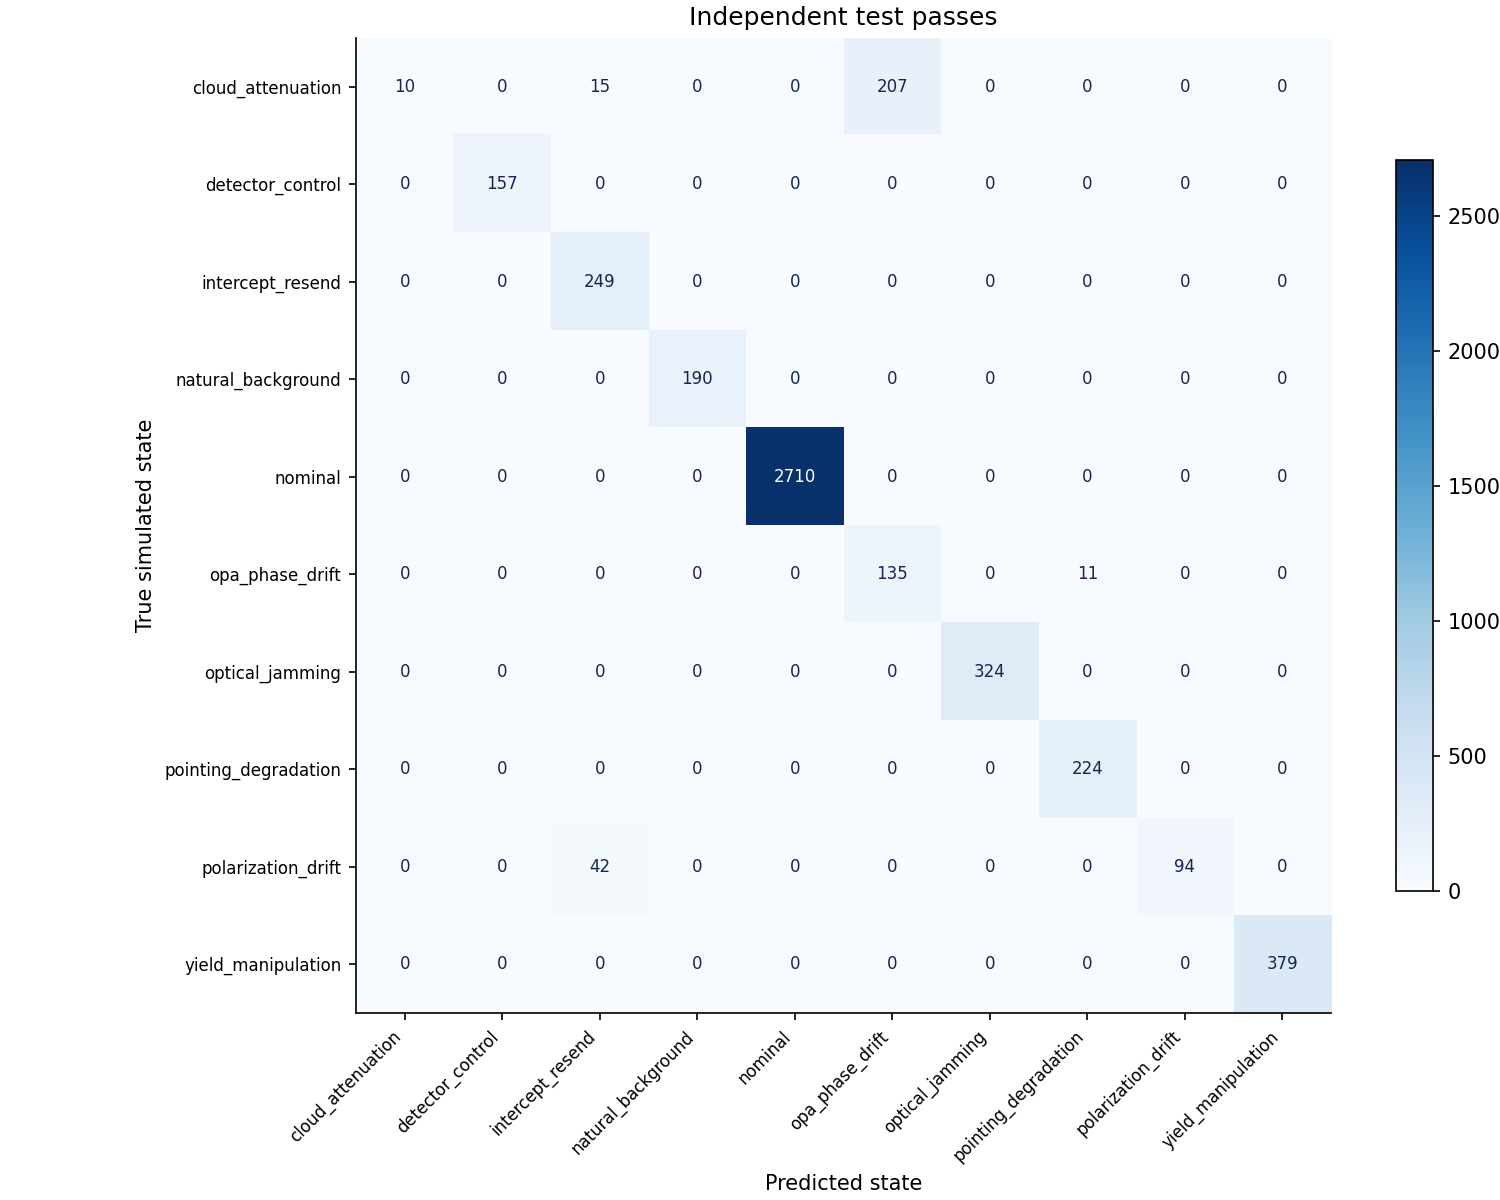 Independent test passes
True simulated state
cloud_attenuation 10 0 15 0 0 207 0 0 0 0
detector_control 0 157 0 0 0 0 0 0 0 0
intercept_resend 0 0 249 0 0 0 0 0 0 0
natural_background 0 0 0 190 0 0 0 0 0 0
nominal 0 0 0 0 2710 0 0 0 0 0
opa_phase_drift 0 0 0 0 0 135 0 11 0 0
optical_jamming 0 0 0 0 0 0 324 0 0 0
pointing_degradation 0 0 0 0 0 0 0 224 0 0
polarization_drift 0 0 42 0 0 0 0 0 94 0
yield_manipulation 0 0 0 0 0 0 0 0 0 379
cloud_attenuation
detector_control
intercept_resend
natural_background
nominal
opa_phase_drift
optical_jamming
pointing_degradation
polarization_drift
yield_manipulation
Predicted state
2500
2000
1500
1000
500
0